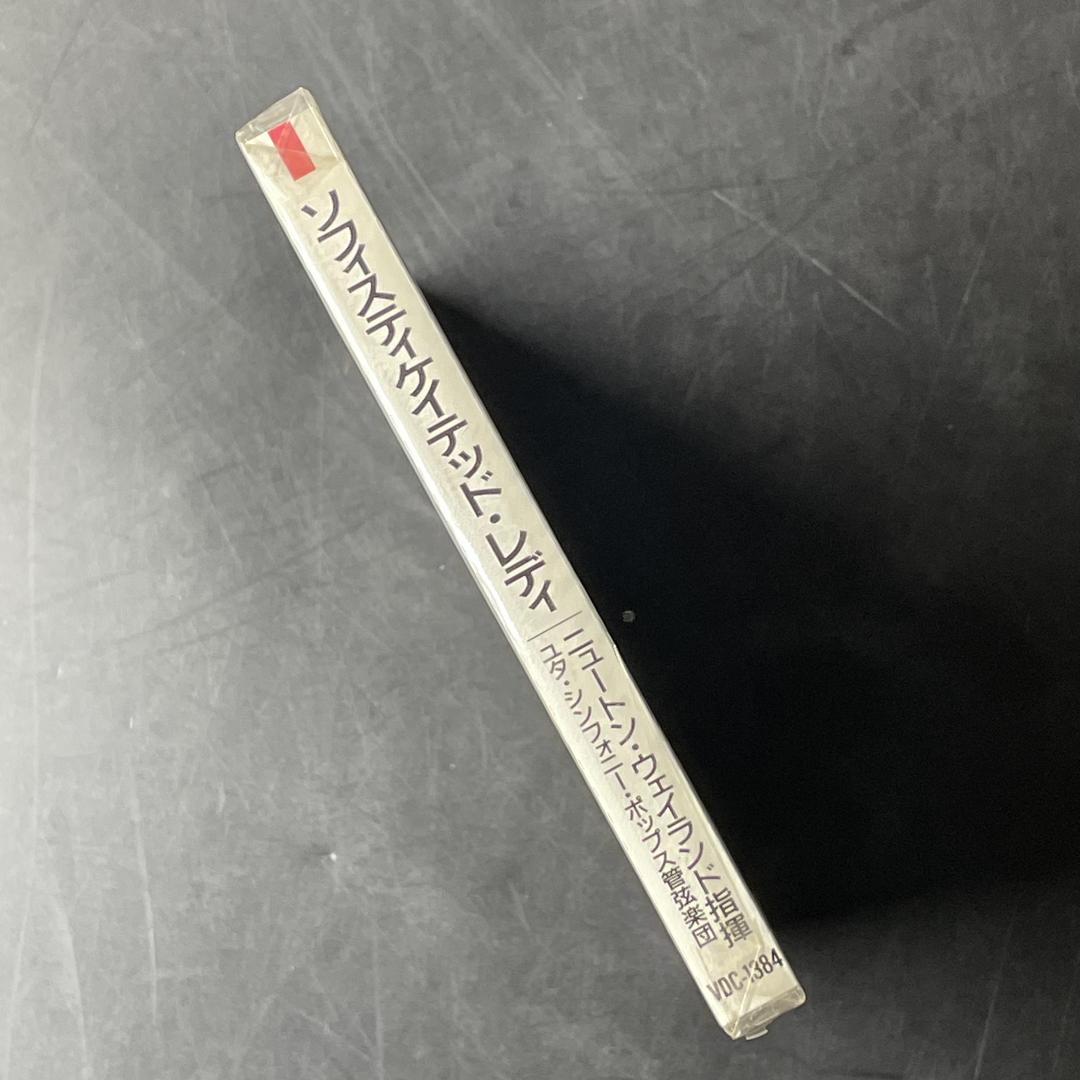 ソフィスティケイテッド・レディ
ニュートン・ウェイランド指揮
ユタ・シンフォニー・ポップス管弦楽団
VDC-1384